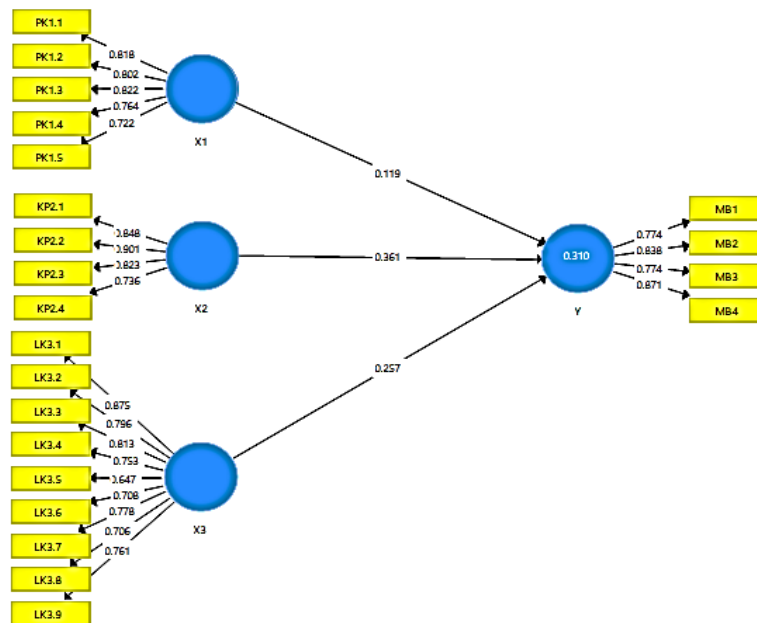 PK1.1
PK1.2
PK1.3
PK1.4
PK1.5
0.818
0.802
0.822
0.764
0.722
X1
0.119
KP2.1
KP2.2
KP2.3
KP2.4
0.848
0.901
0.823
0.736
X2
0.361
LK3.1
LK3.2
LK3.3
LK3.4
LK3.5
LK3.6
LK3.7
LK3.8
LK3.9
0.875
0.796
0.813
0.753
0.647
0.708
0.778
0.706
0.761
X3
0.257
0.310
Y
0.774
0.838
0.774
0.871
MB1
MB2
MB3
MB4